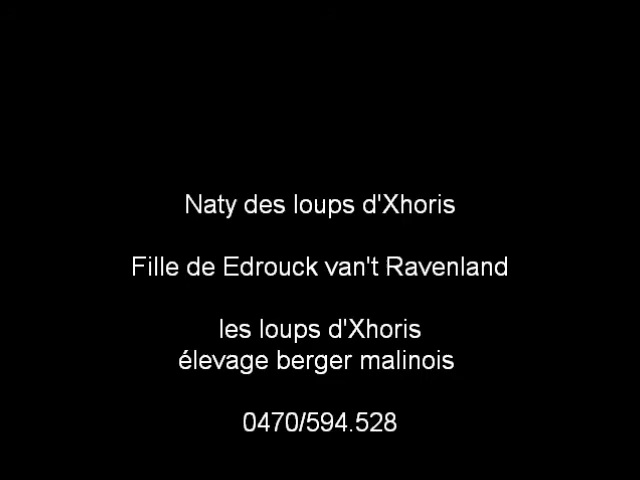 Naty des loups d'Xhoris
Fille de Edrouck van't Ravenland
les loups d'Xhoris
élevage berger malinois
0470/594.528